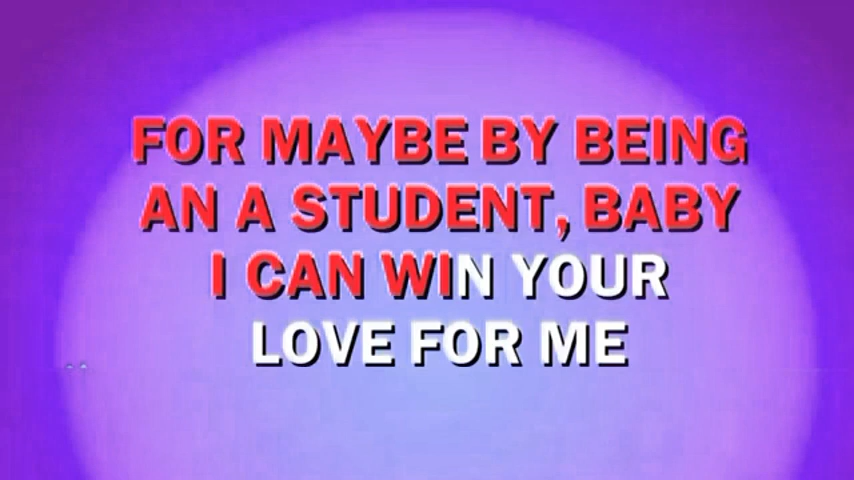 FOR MAYBE BY BEING
AN A STUDENT, BABY
I CAN WIN YOUR
LOVE FOR ME